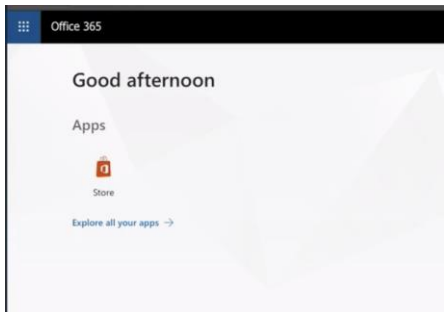 Office 365
Good afternoon
Apps
Store
Explore all your apps →